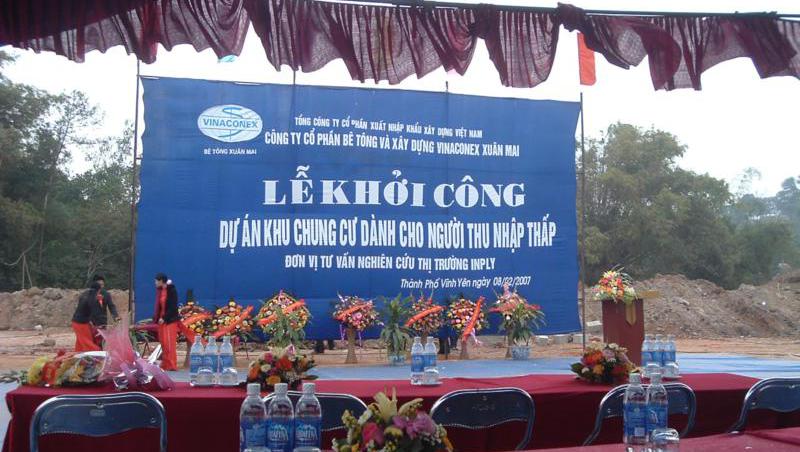 VINACONEX
BÊ TÔNG XUÂN MAI
TỔNG CÔNG TY CỔ PHẦN XUẤT NHẬP KHẨU XÂY DỰNG VIỆT NAM
CÔNG TY CỔ PHẦN BÊ TÔNG VÀ XÂY DỰNG VINACONEX XUÂN MAI
LỄ KHỞI CÔNG
DỰ ÁN KHU CHUNG CƯ DÀNH CHO NGƯỜI THU NHẬP THẤP
ĐƠN VỊ TƯ VẤN NGHIÊN CỨU THỊ TRƯỜNG INPLY
Thành Phố Vĩnh Yên ngày 08/02/2007